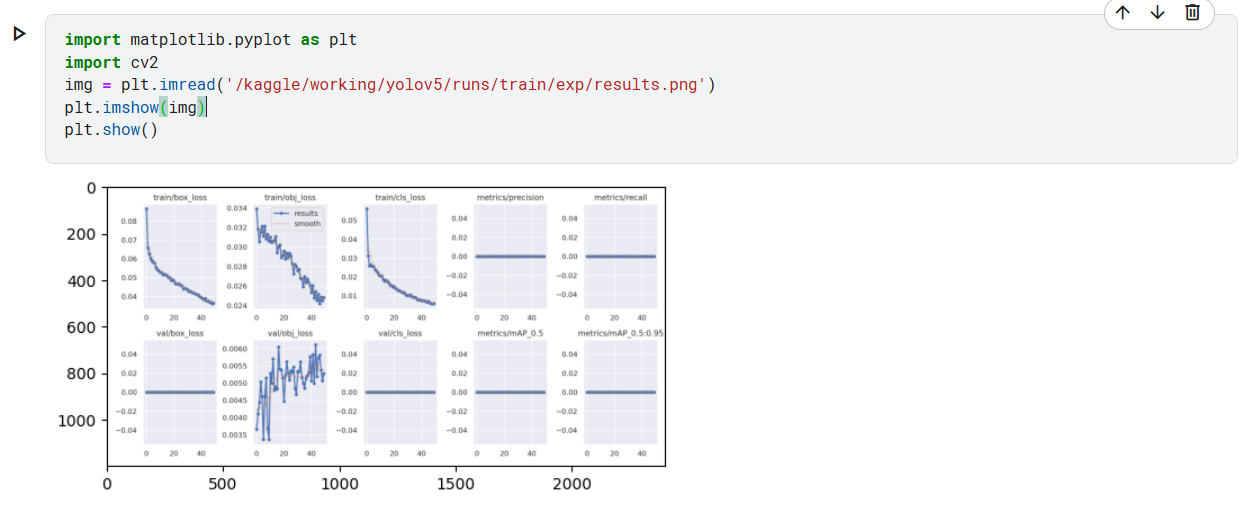 import matplotlib.pyplot as plt
import cv2
img = plt.imread('/kaggle/working/yolov5/runs/train/exp/results.png')
plt.imshow(img)
plt.show()
0
200
400
600
800
1000
train/box_loss
0.08
0.07
0.06
0.05
0.04
0 20 40
train/obj_loss
results
smooth
0.034
0.032
0.030
0.028
0.026
0.024
0 20 40
train/cls_loss
0.05
0.04
0.03
0.02
0.01
0 20 40
metrics/precision
0.04
0.02
0.00
−0.02
−0.04
0 20 40
metrics/recall
0.04
0.02
0.00
−0.02
−0.04
0 20 40
val/box_loss
0.04
0.02
0.00
−0.02
−0.04
0 20 40
val/obj_loss
0.0060
0.0055
0.0050
0.0045
0.0040
0.0035
0 20 40
val/cls_loss
0.04
0.02
0.00
−0.02
−0.04
0 20 40
metrics/mAP_0.5
0.04
0.02
0.00
−0.02
−0.04
0 20 40
metrics/mAP_0.5:0.95
0.04
0.02
0.00
−0.02
−0.04
0 20 40
0 500 1000 1500 2000